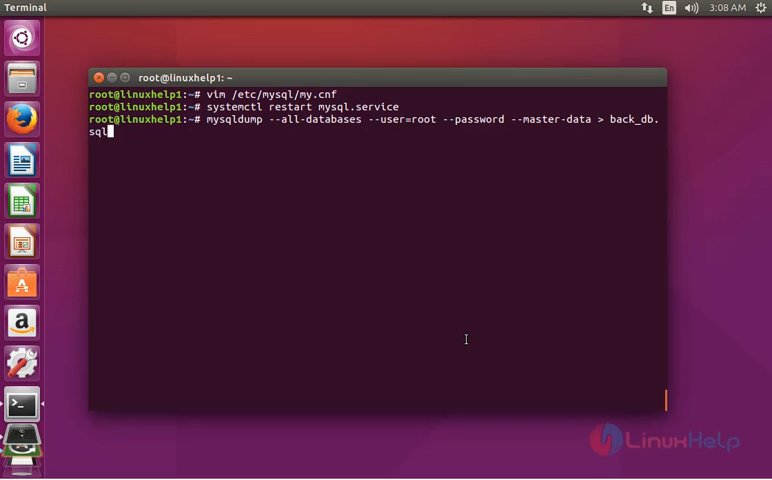 Terminal
En
3:08 AM
root@linuxhelp1: ~
root@linuxhelp1:~# vim /etc/mysql/my.cnf
root@linuxhelp1:~# systemctl restart mysql.service
root@linuxhelp1:~# mysqldump --all-databases --user=root --password --master-data > back_db.
sql
LinuxHelp